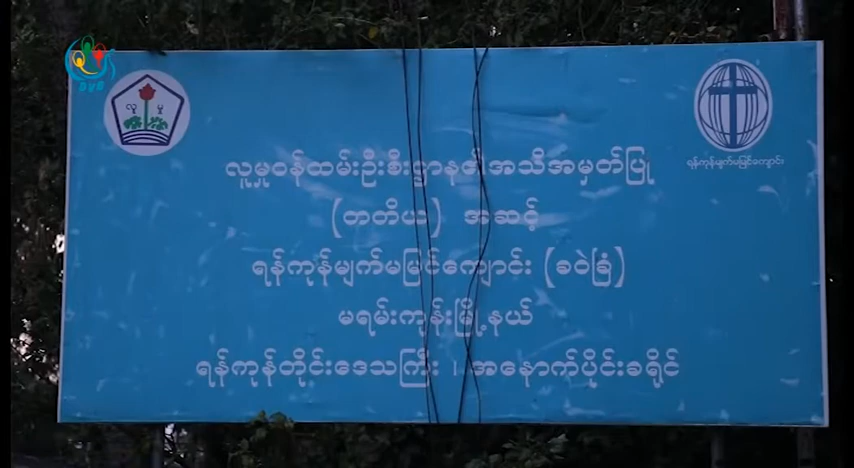 လူ မှု
ရန်ကုန်မျက်မမြင်ကျောင်း
လူမှုဝန်ထမ်းဦးစီးဌာနမှ အသိအမှတ်ပြု
(တတိယ) အဆင့်
ရန်ကုန်မျက်မမြင်ကျောင်း (ခဝဲခြံ)
မရမ်းကုန်းမြို့နယ်
ရန်ကုန်တိုင်းဒေသကြီး ၊ အနောက်ပိုင်းခရိုင်